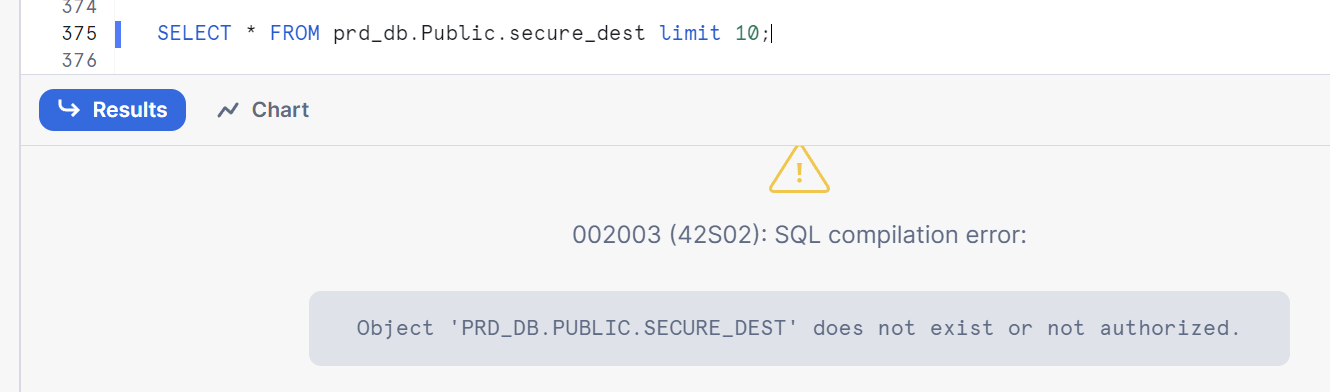 374
375 SELECT * FROM prd_db.Public.secure_dest limit 10;
376
Results Chart
002003 (42S02): SQL compilation error:
Object 'PRD_DB.PUBLIC.SECURE_DEST' does not exist or not authorized.